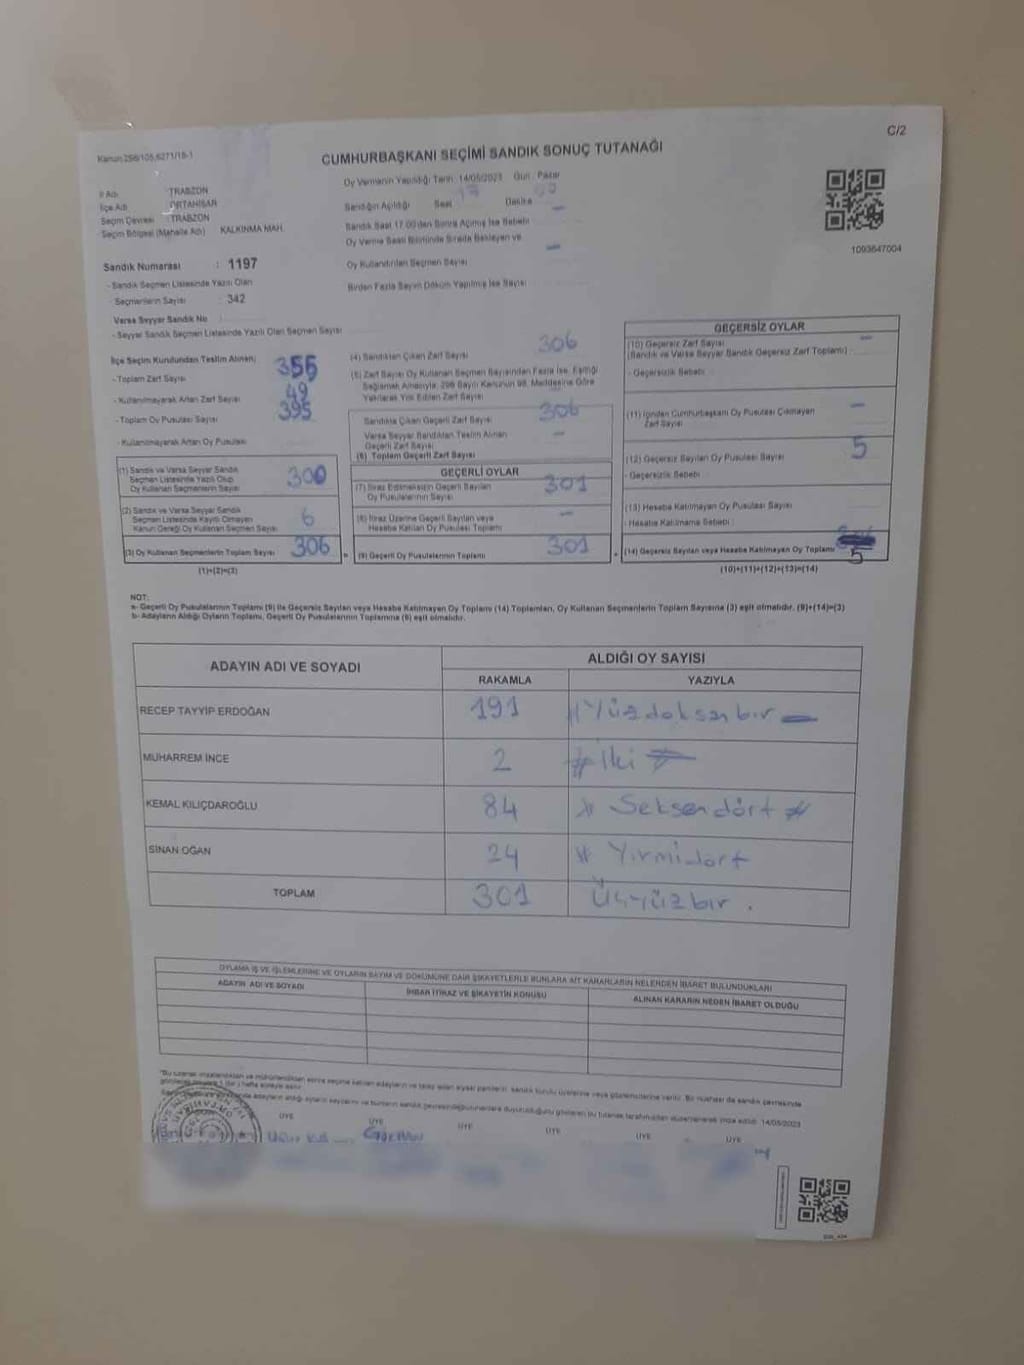 C/2
Kanun:298/105,6271/18-1
CUMHURBAŞKANI SEÇİMİ SANDIK SONUÇ TUTANAĞI
İl Adı : TRABZON
İlçe Adı : ORTAHİSAR
Seçim Çevresi : TRABZON
Seçim Bölgesi (Mahalle Adı) : KALKINMA MAH.
Oy Vermenin Yapıldığı Tarih: 14/05/2023 Gün : Pazar
Sandığın Açıldığı Saat 17 Dakika
Sandık Saat 17.00'den Sonra Açılmış İse Sebebi : –
Oy Verme Saati Bitiminde Sırada Bekleyen ve
Oy Kullandırılan Seçmen Sayısı –
Birden Fazla Sayım Döküm Yapılmış İse Sayısı
1093647004
Sandık Numarası : 1197
- Sandık Seçmen Listesinde Yazılı Olan
- Seçmenlerin Sayısı : 342
Varsa Seyyar Sandık No
- Seyyar Sandık Seçmen Listesinde Yazılı Olan Seçmen Sayısı
İlçe Seçim Kurulundan Teslim Alınan;
- Toplam Zarf Sayısı 355
- Kullanılmayarak Artan Zarf Sayısı 49
- Toplam Oy Pusulası Sayısı 395
- Kullanılmayarak Artan Oy Pusulası
(1) Sandık ve Varsa Seyyar Sandık
Seçmen Listesinde Yazılı Olup
Oy Kullanan Seçmenlerin Sayısı 300
(2) Sandık ve Varsa Seyyar Sandık
Seçmen Listesinde Kayıtlı Olmayan
Kanun Gereği Oy Kullanan Seçmen Sayısı 6
(3) Oy Kullanan Seçmenlerin Toplam Sayısı 306
(1)+(2)=(3)
(4) Sandıktan Çıkan Zarf Sayısı 306
(5) Zarf Sayısı Oy Kullanan Seçmen Sayısından Fazla İse, Eşitliği
Sağlamak Amacıyla, 298 Sayılı Kanunun 98. Maddesine Göre
Yakılarak Yok Edilen Zarf Sayısı
Sandıkta Çıkan Geçerli Zarf Sayısı 306
Varsa Seyyar Sandıktan Teslim Alınan
Geçerli Zarf Sayısı –
(6) Toplam Geçerli Zarf Sayısı
GEÇERLİ OYLAR
(7) İtiraz Edilmeksizin Geçerli Sayılan
Oy Pusulalarının Sayısı 301
(8) İtiraz Üzerine Geçerli Sayılan veya
Hesaba Katılan Oy Pusulası Toplamı –
(9) Geçerli Oy Pusulalarının Toplamı 301
GEÇERSİZ OYLAR
(10) Geçersiz Zarf Sayısı –
(Sandık ve Varsa Seyyar Sandık Geçersiz Zarf Toplamı)
- Geçersizlik Sebebi :
(11) İçinden Cumhurbaşkanı Oy Pusulası Çıkmayan
Zarf Sayısı –
(12) Geçersiz Sayılan Oy Pusulası Sayısı 5
- Geçersizlik Sebebi :
(13) Hesaba Katılmayan Oy Pusulası Sayısı
- Hesaba Katılmama Sebebi :
(14) Geçersiz Sayılan veya Hesaba Katılmayan Oy Toplamı 5
(10)+(11)+(12)+(13)=(14)
NOT:
a- Geçerli Oy Pusulalarının Toplamı (9) ile Geçersiz Sayılan veya Hesaba Katılmayan Oy Toplamı (14) Toplamları, Oy Kullanan Seçmenlerin Toplam Sayısına (3) eşit olmalıdır. (9)+(14)=(3)
b- Adayların Aldığı Oyların Toplamı, Geçerli Oy Pusulalarının Toplamına (9) eşit olmalıdır.
ADAYIN ADI VE SOYADI ALDIĞI OY SAYISI
RAKAMLA YAZIYLA
RECEP TAYYİP ERDOĞAN 191 Yüzdoksanbir
MUHARREM İNCE 2 # İki #
KEMAL KILIÇDAROĞLU 84 # Seksendört #
SİNAN OĞAN 24 # Yirmidört
TOPLAM 301 Üçyüzbir.
OYLAMA İŞ VE İŞLEMLERİNE VE OYLARIN SAYIM VE DÖKÜMÜNE DAİR ŞİKAYETLERLE BUNLARA AİT KARARLARIN NELERDEN İBARET BULUNDUKLARI
ADAYIN ADI VE SOYADI İHBAR İTİRAZ VE ŞİKAYETİN KONUSU ALINAN KARARIN NEDEN İBARET OLDUĞU
14/05/2023
ÜYE ÜYE ÜYE ÜYE ÜYE ÜYE